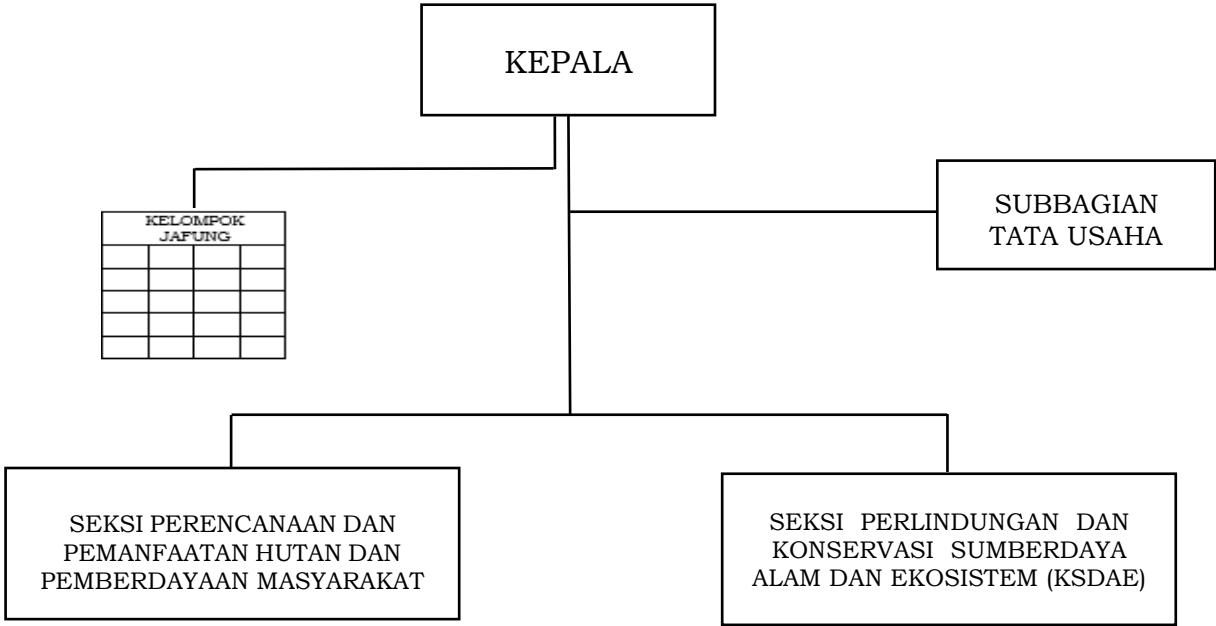 KEPALA
SUBBAGIAN
TATA USAHA
KELOMPOK
JAFUNG
SEKSI PERENCANAAN DAN
PEMANFAATAN HUTAN DAN
PEMBERDAYAAN MASYARAKAT
SEKSI PERLINDUNGAN DAN
KONSERVASI SUMBERDAYA
ALAM DAN EKOSISTEM (KSDAE)